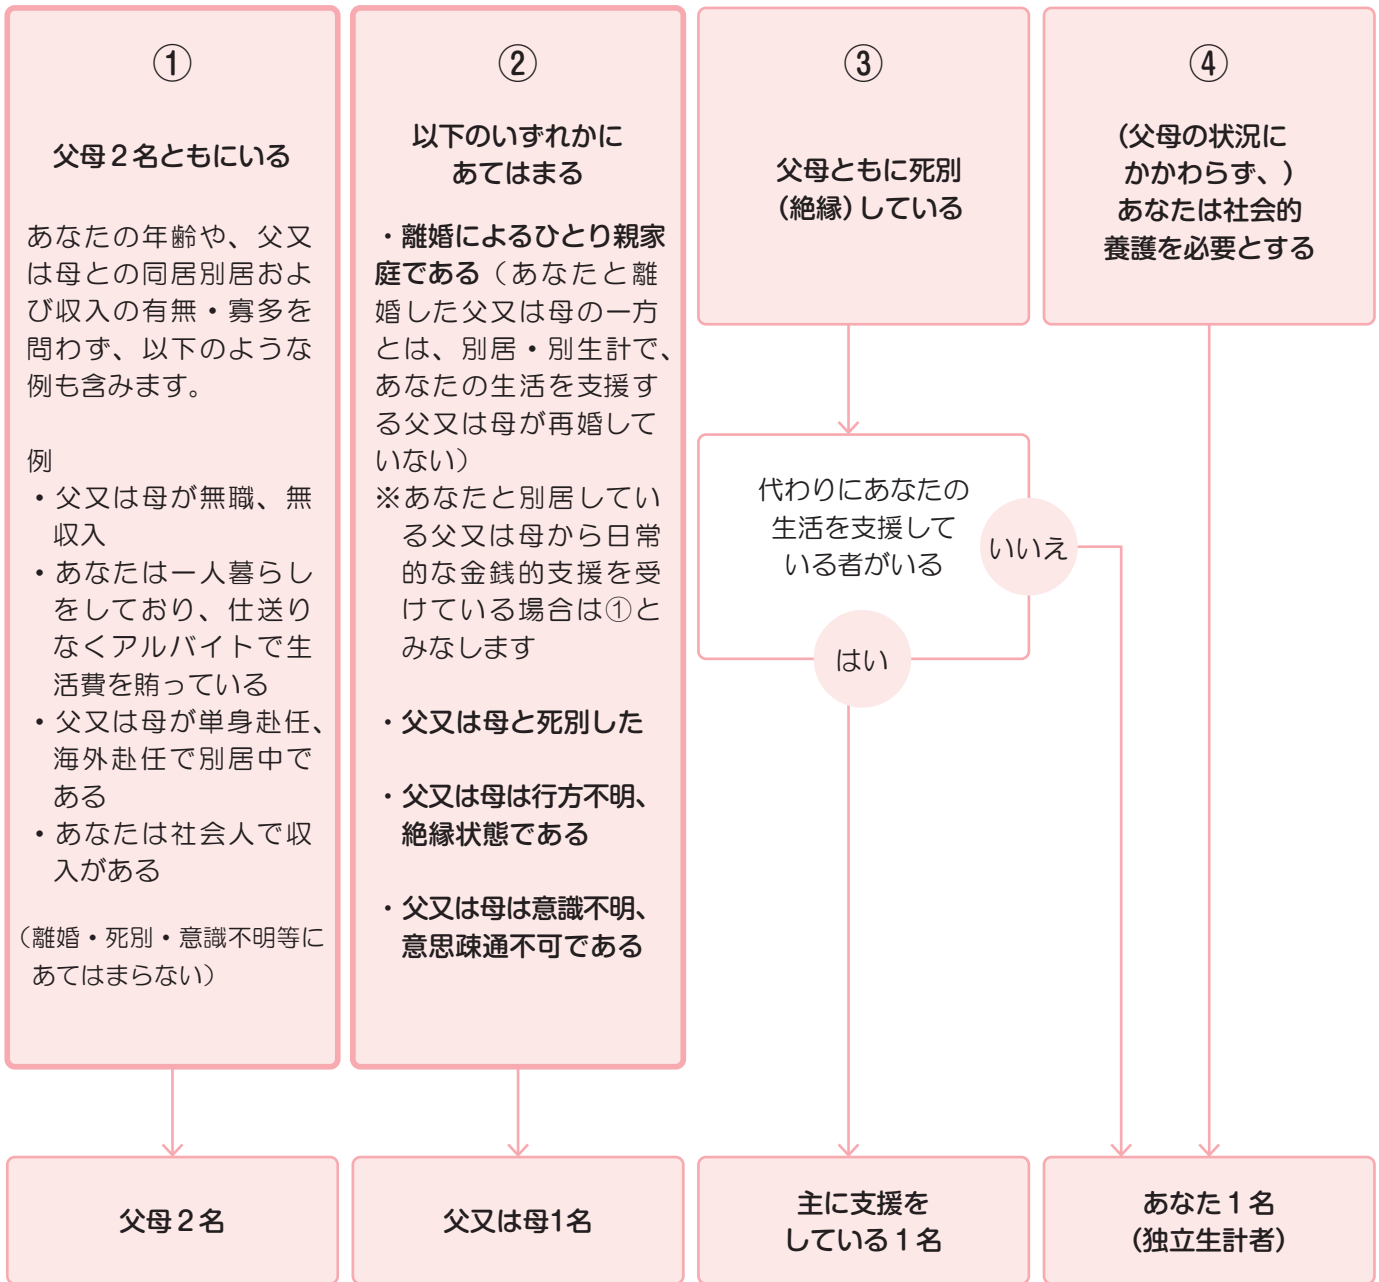 ①
父母２名ともにいる
あなたの年齢や、父又
は母との同居別居およ
び収入の有無・寡多を
問わず、以下のような
例も含みます。
例
・父又は母が無職、無
収入
・あなたは一人暮らし
をしており、仕送り
なくアルバイトで生
活費を賄っている
・父又は母が単身赴任、
海外赴任で別居中で
ある
・あなたは社会人で収
入がある
（離婚・死別・意識不明等に
あてはまらない）
父母２名
②
以下のいずれかに
あてはまる
・離婚によるひとり親家
庭である（あなたと離
婚した父又は母の一方
とは、別居・別生計で、
あなたの生活を支援す
る父又は母が再婚して
いない）
※あなたと別居してい
る父又は母から日常
的な金銭的支援を受
けている場合は①と
みなします
・父又は母と死別した
・父又は母は行方不明、
絶縁状態である
・父又は母は意識不明、
意思疎通不可である
父又は母1名
③
父母ともに死別
（絶縁）している
代わりにあなたの
生活を支援して
いる者がいる
いいえ
はい
主に支援を
している１名
④
（父母の状況に
かかわらず、）
あなたは社会的
養護を必要とする
あなた１名
（独立生計者）